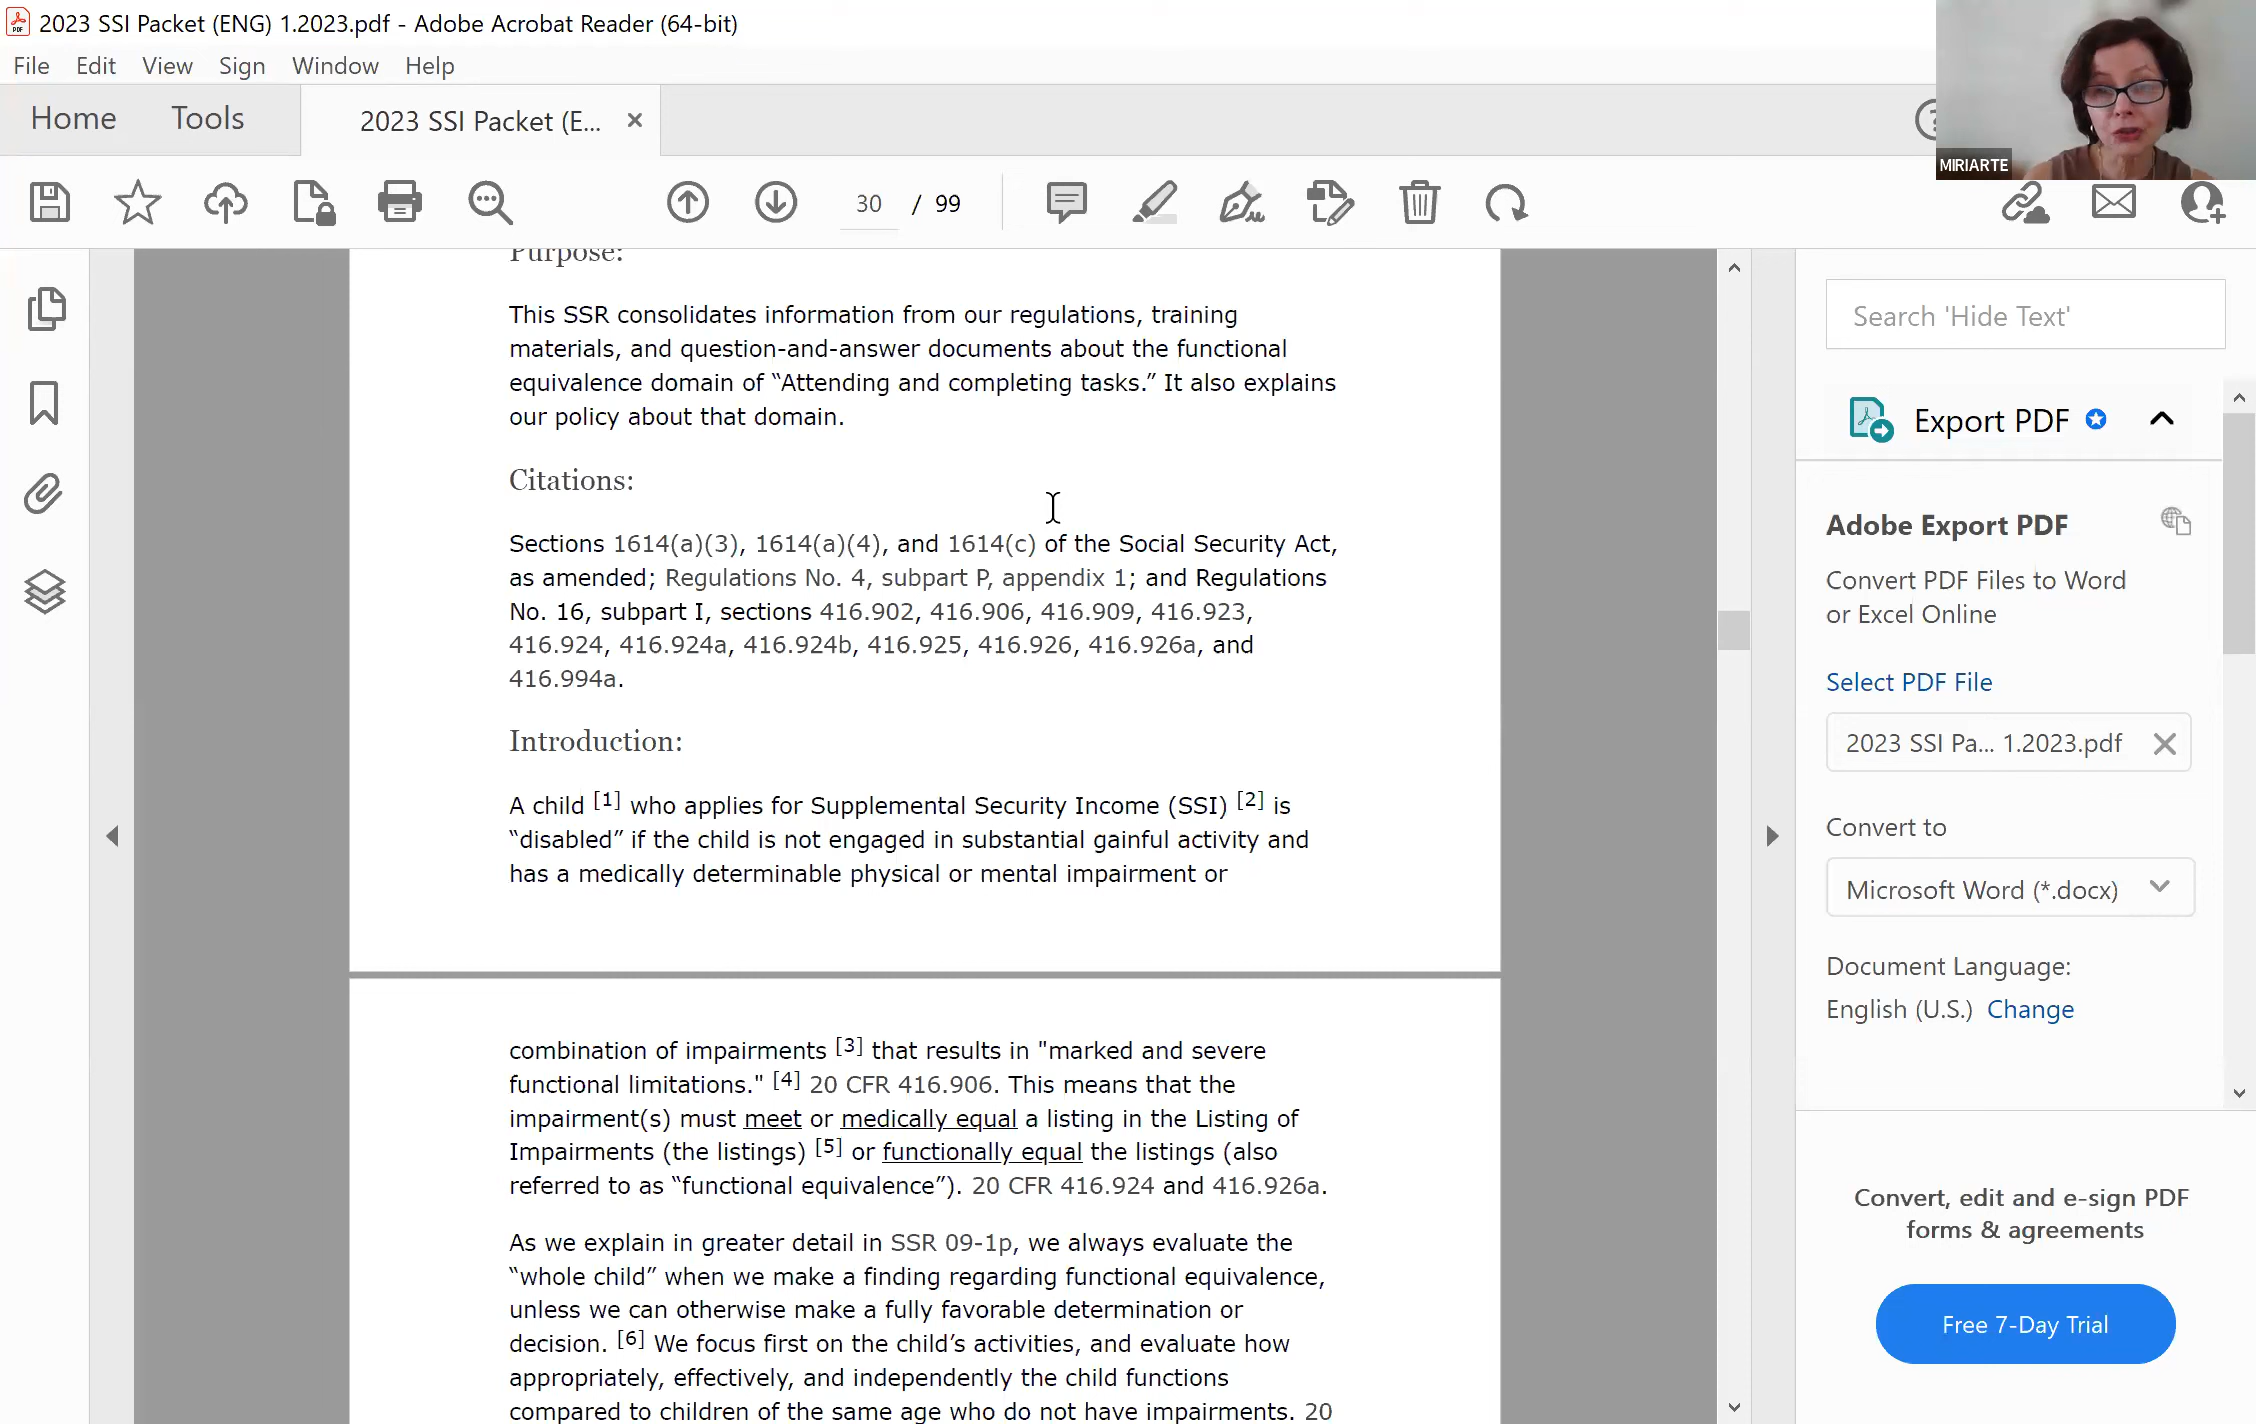 2023 SSI Packet (ENG) 1.2023.pdf - Adobe Acrobat Reader (64-bit)
File Edit View Sign Window Help
Home Tools 2023 SSI Packet (E...
30 / 99
MIRIARTE
Purpose:
This SSR consolidates information from our regulations, training
materials, and question-and-answer documents about the functional
equivalence domain of “Attending and completing tasks.” It also explains
our policy about that domain.
Citations:
Sections 1614(a)(3), 1614(a)(4), and 1614(c) of the Social Security Act,
as amended; Regulations No. 4, subpart P, appendix 1; and Regulations
No. 16, subpart I, sections 416.902, 416.906, 416.909, 416.923,
416.924, 416.924a, 416.924b, 416.925, 416.926, 416.926a, and
416.994a.
Introduction:
A child [1] who applies for Supplemental Security Income (SSI) [2] is
“disabled” if the child is not engaged in substantial gainful activity and
has a medically determinable physical or mental impairment or
combination of impairments [3] that results in "marked and severe
functional limitations." [4] 20 CFR 416.906. This means that the
impairment(s) must meet or medically equal a listing in the Listing of
Impairments (the listings) [5] or functionally equal the listings (also
referred to as “functional equivalence”). 20 CFR 416.924 and 416.926a.
As we explain in greater detail in SSR 09-1p, we always evaluate the
“whole child” when we make a finding regarding functional equivalence,
unless we can otherwise make a fully favorable determination or
decision. [6] We focus first on the child’s activities, and evaluate how
appropriately, effectively, and independently the child functions
compared to children of the same age who do not have impairments. 20
Search 'Hide Text'
Export PDF
Adobe Export PDF
Convert PDF Files to Word
or Excel Online
Select PDF File
2023 SSI Pa... 1.2023.pdf
Convert to
Microsoft Word (*.docx)
Document Language:
English (U.S.) Change
Convert, edit and e-sign PDF
forms & agreements
Free 7-Day Trial